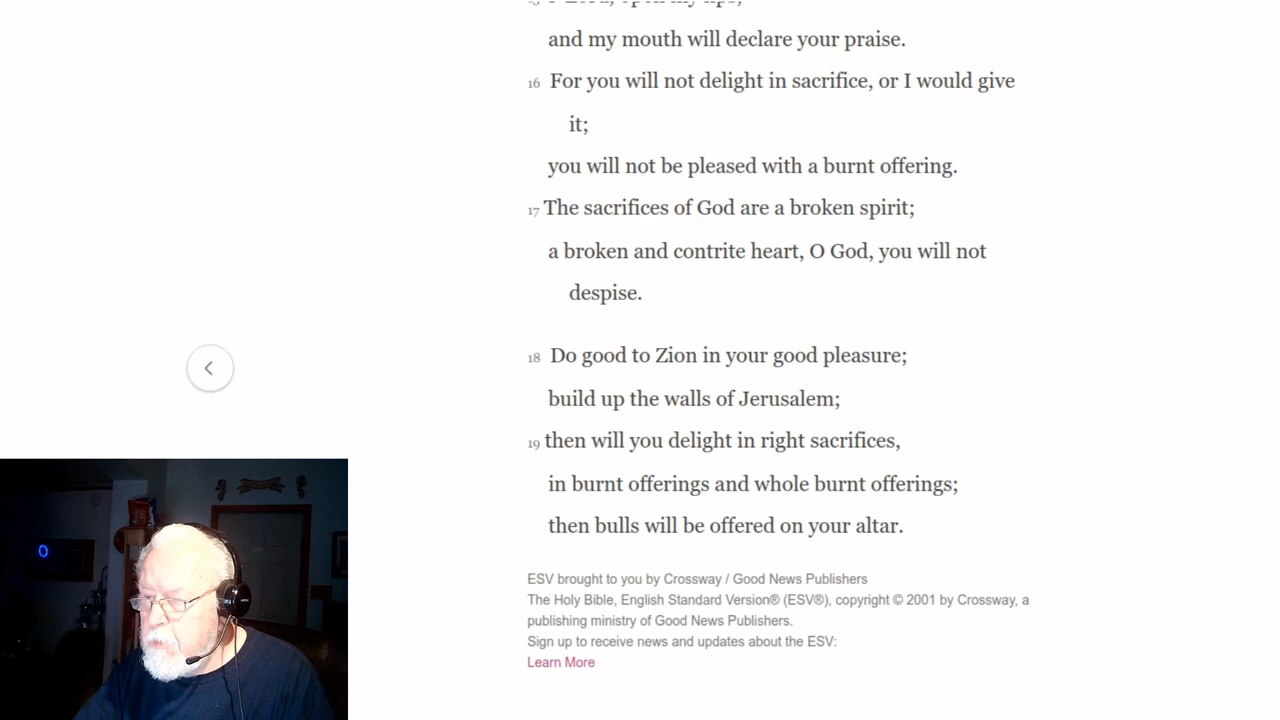 and my mouth will declare your praise.
16 For you will not delight in sacrifice, or I would give
it;
you will not be pleased with a burnt offering.
17 The sacrifices of God are a broken spirit;
a broken and contrite heart, O God, you will not
despise.
18 Do good to Zion in your good pleasure;
build up the walls of Jerusalem;
19 then will you delight in right sacrifices,
in burnt offerings and whole burnt offerings;
then bulls will be offered on your altar.
ESV brought to you by Crossway / Good News Publishers
The Holy Bible, English Standard Version® (ESV®), copyright © 2001 by Crossway, a
publishing ministry of Good News Publishers.
Sign up to receive news and updates about the ESV:
Learn More